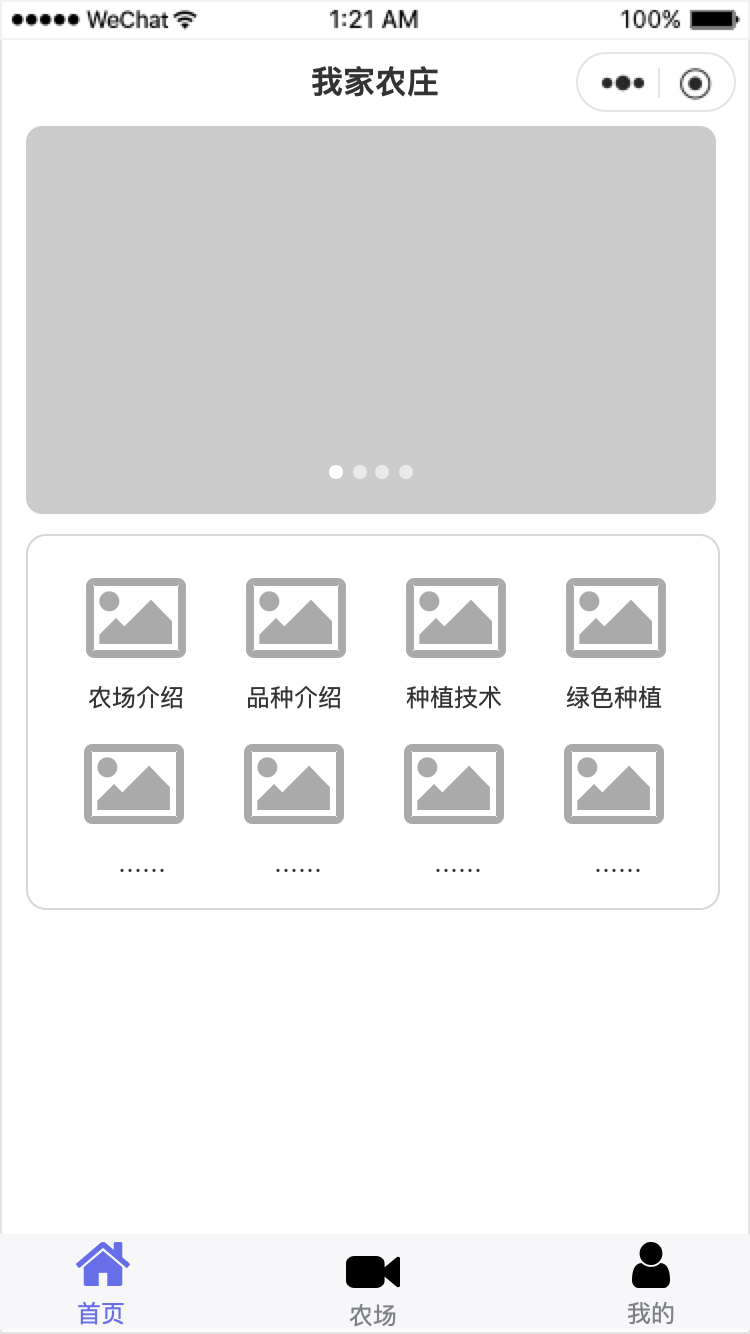 ●●●●● WeChat 1:21 AM 100%
我家农庄
农场介绍 品种介绍 种植技术 绿色种植
...... ...... ...... ......
首页 农场 我的